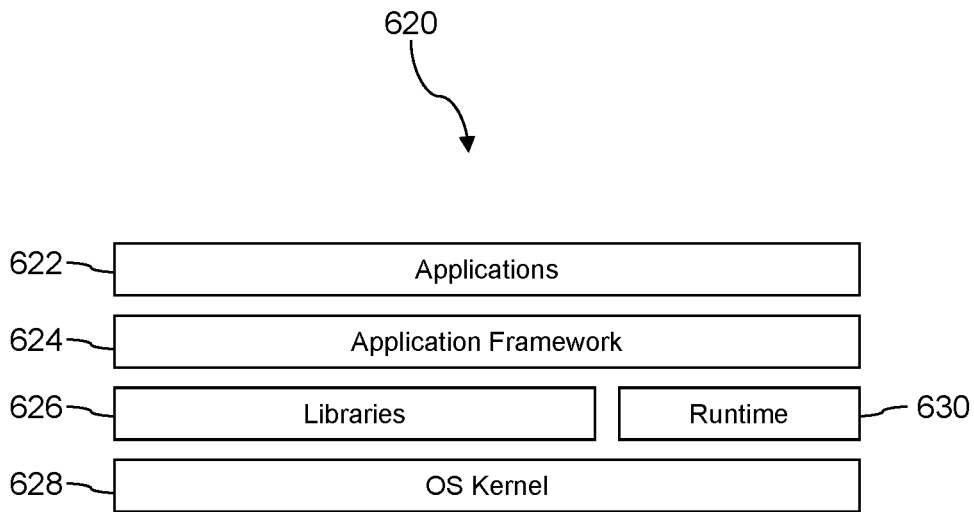 620
622 Applications
624 Application Framework
626 Libraries Runtime 630
628 OS Kernel